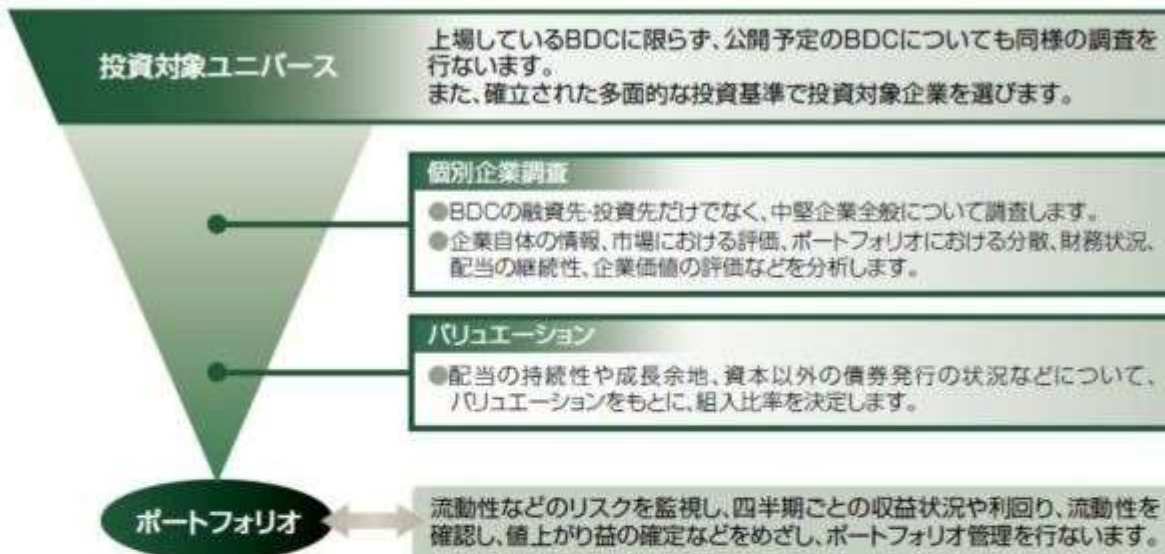 投資対象ユニバース
上場しているBDCに限らず、公開予定のBDCについても同様の調査を
行ないます。
また、確立された多面的な投資基準で投資対象企業を選びます。
個別企業調査
●BDCの融資先・投資先だけでなく、中堅企業全般について調査します。
●企業自体の情報、市場における評価、ポートフォリオにおける分散、財務状況、
配当の継続性、企業価値の評価などを分析します。
バリュエーション
●配当の持続性や成長余地、資本以外の債券発行の状況などについて、
バリュエーションをもとに、組入比率を決定します。
ポートフォリオ
流動性などのリスクを監視し、四半期ごとの収益状況や利回り、流動性を
確認し、値上がり益の確定などをめざし、ポートフォリオ管理を行ないます。